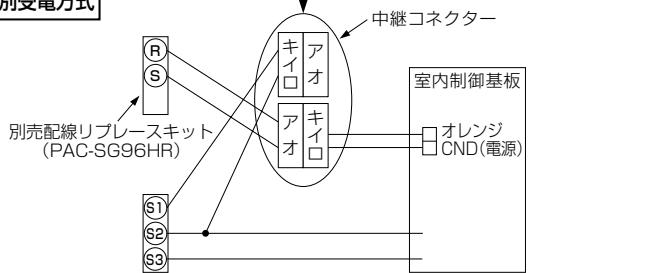 別受電方式
中継コネクター
R
S
キイロ
アオ
アオ
キイロ
室内制御基板
オレンジ
CND(電源)
別売配線リプレースキット
(PAC-SG96HR)
S1
S2
S3